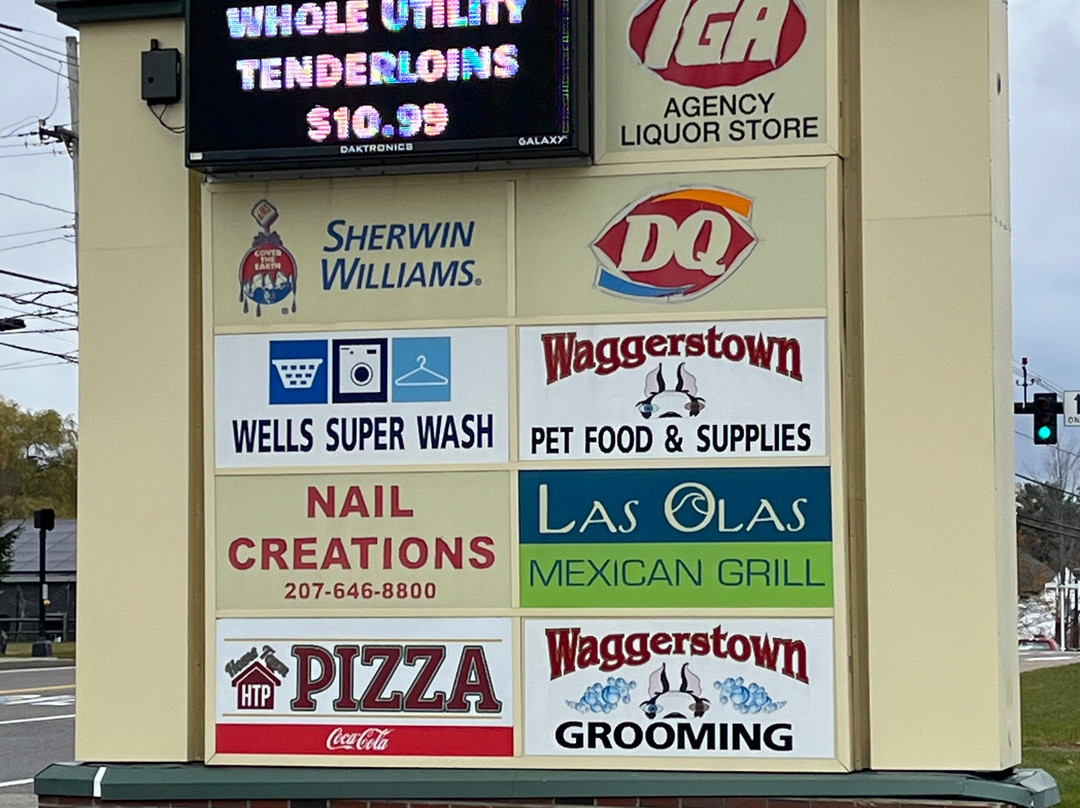 WHOLE UTILITY
TENDERLOINS
$10.99
DAKTRONICS
GALAXY
IGA
AGENCY
LIQUOR STORE
COVER
THE
EARTH
SHERWIN
WILLIAMS®
DQ
WELLS SUPER WASH
Waggerstown
PET FOOD & SUPPLIES
NAIL
CREATIONS
207-646-8800
LAS OLAS
MEXICAN GRILL
Home Town
HTP
PIZZA
Coca-Cola
Waggerstown
GROOMING